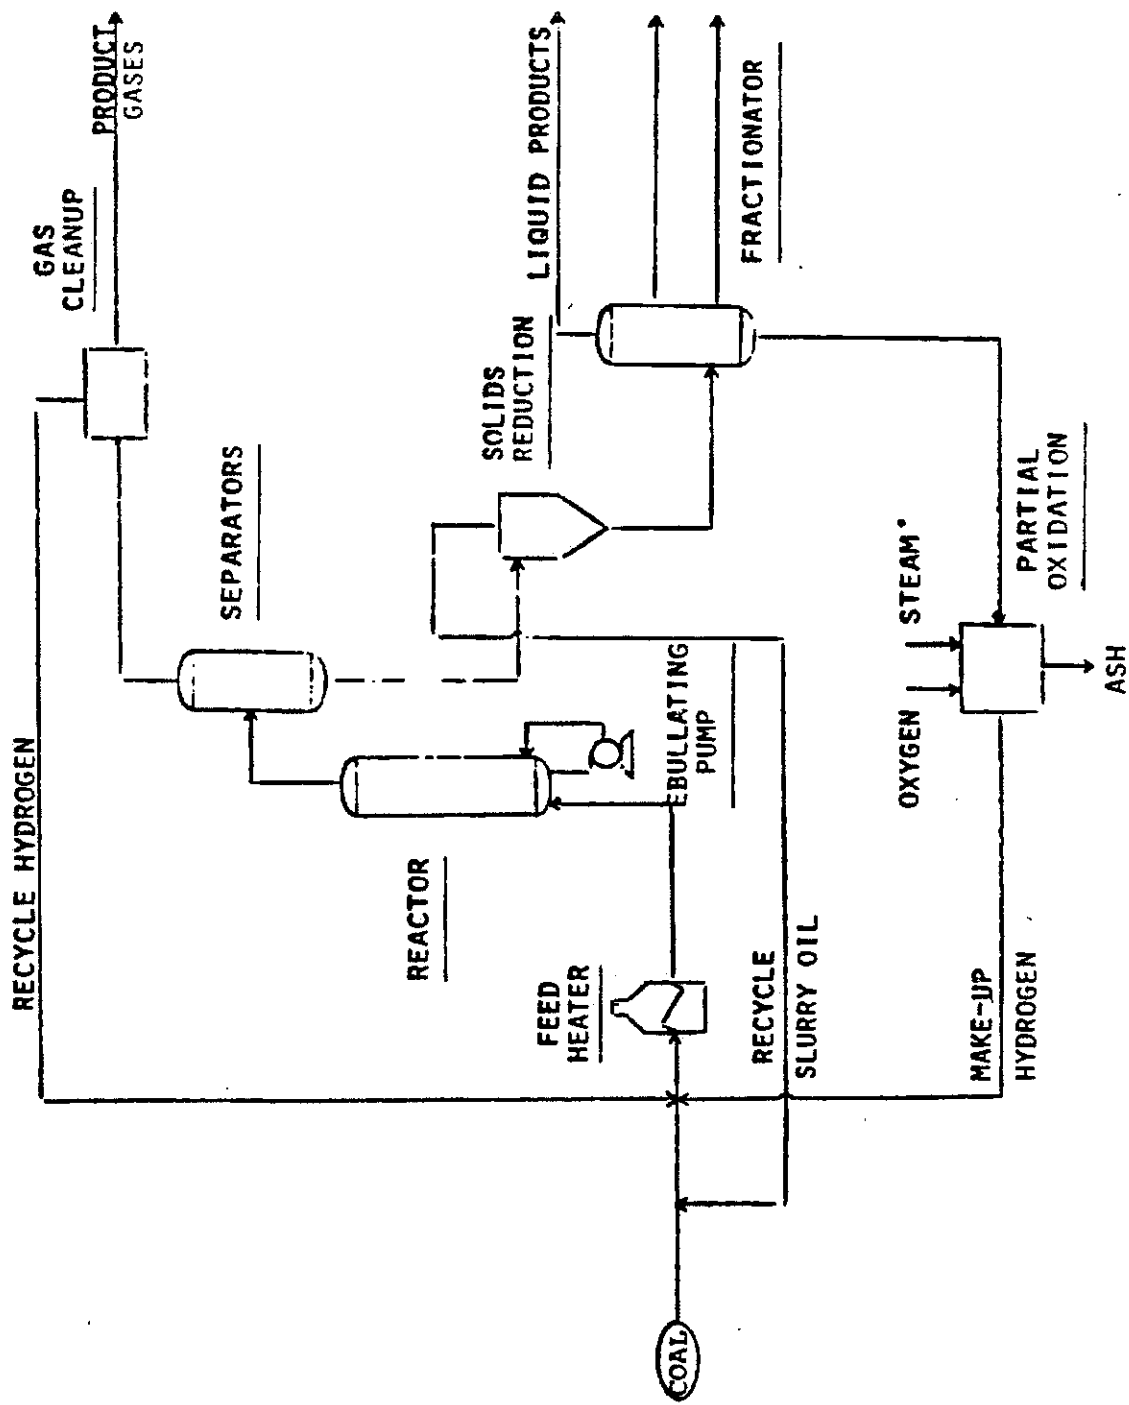 RECYCLE HYDROGEN
GAS
CLEANUP
PRODUCT
GASES
SEPARATORS
REACTOR
SOLIDS
REDUCTION
LIQUID PRODUCTS
FRACTIONATOR
FEED
HEATER
EBULLATING
PUMP
RECYCLE
SLURRY OIL
COAL
OXYGEN
STEAM
PARTIAL
OXIDATION
MAKE-UP
HYDROGEN
ASH